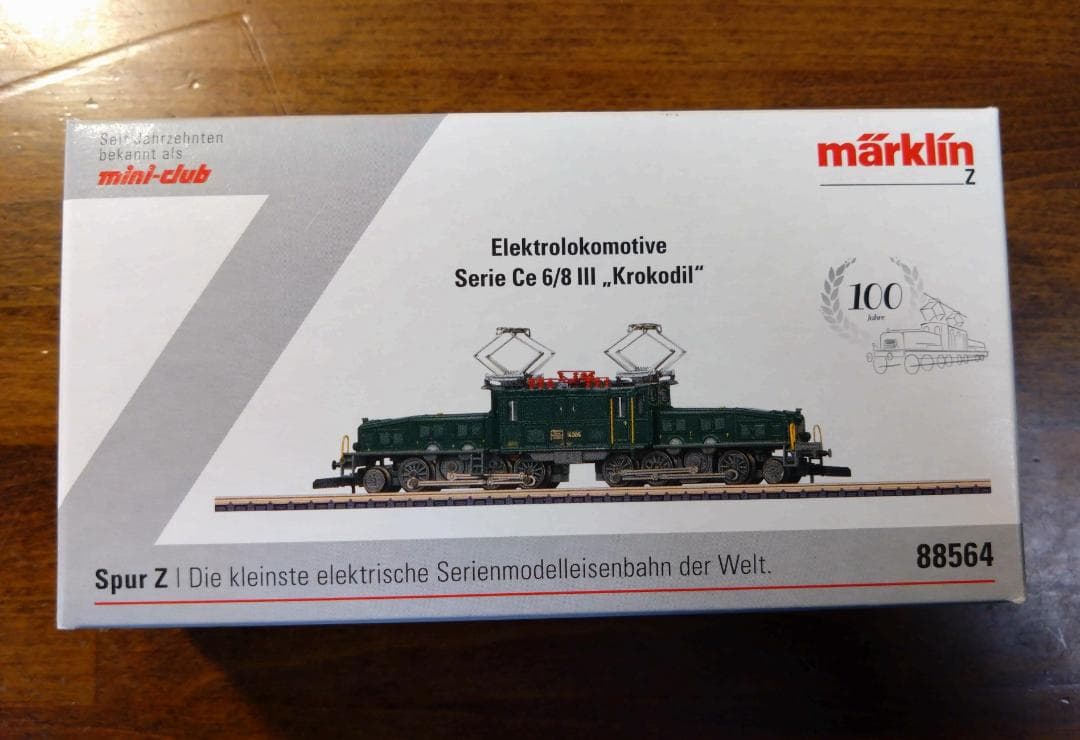 Seit Jahrzehnten
bekannt als
mini-club
märklin
Z
Elektrolokomotive
Serie Ce 6/8 III „Krokodil“
100
Jahre
Spur Z | Die kleinste elektrische Serienmodelleisenbahn der Welt.
88564